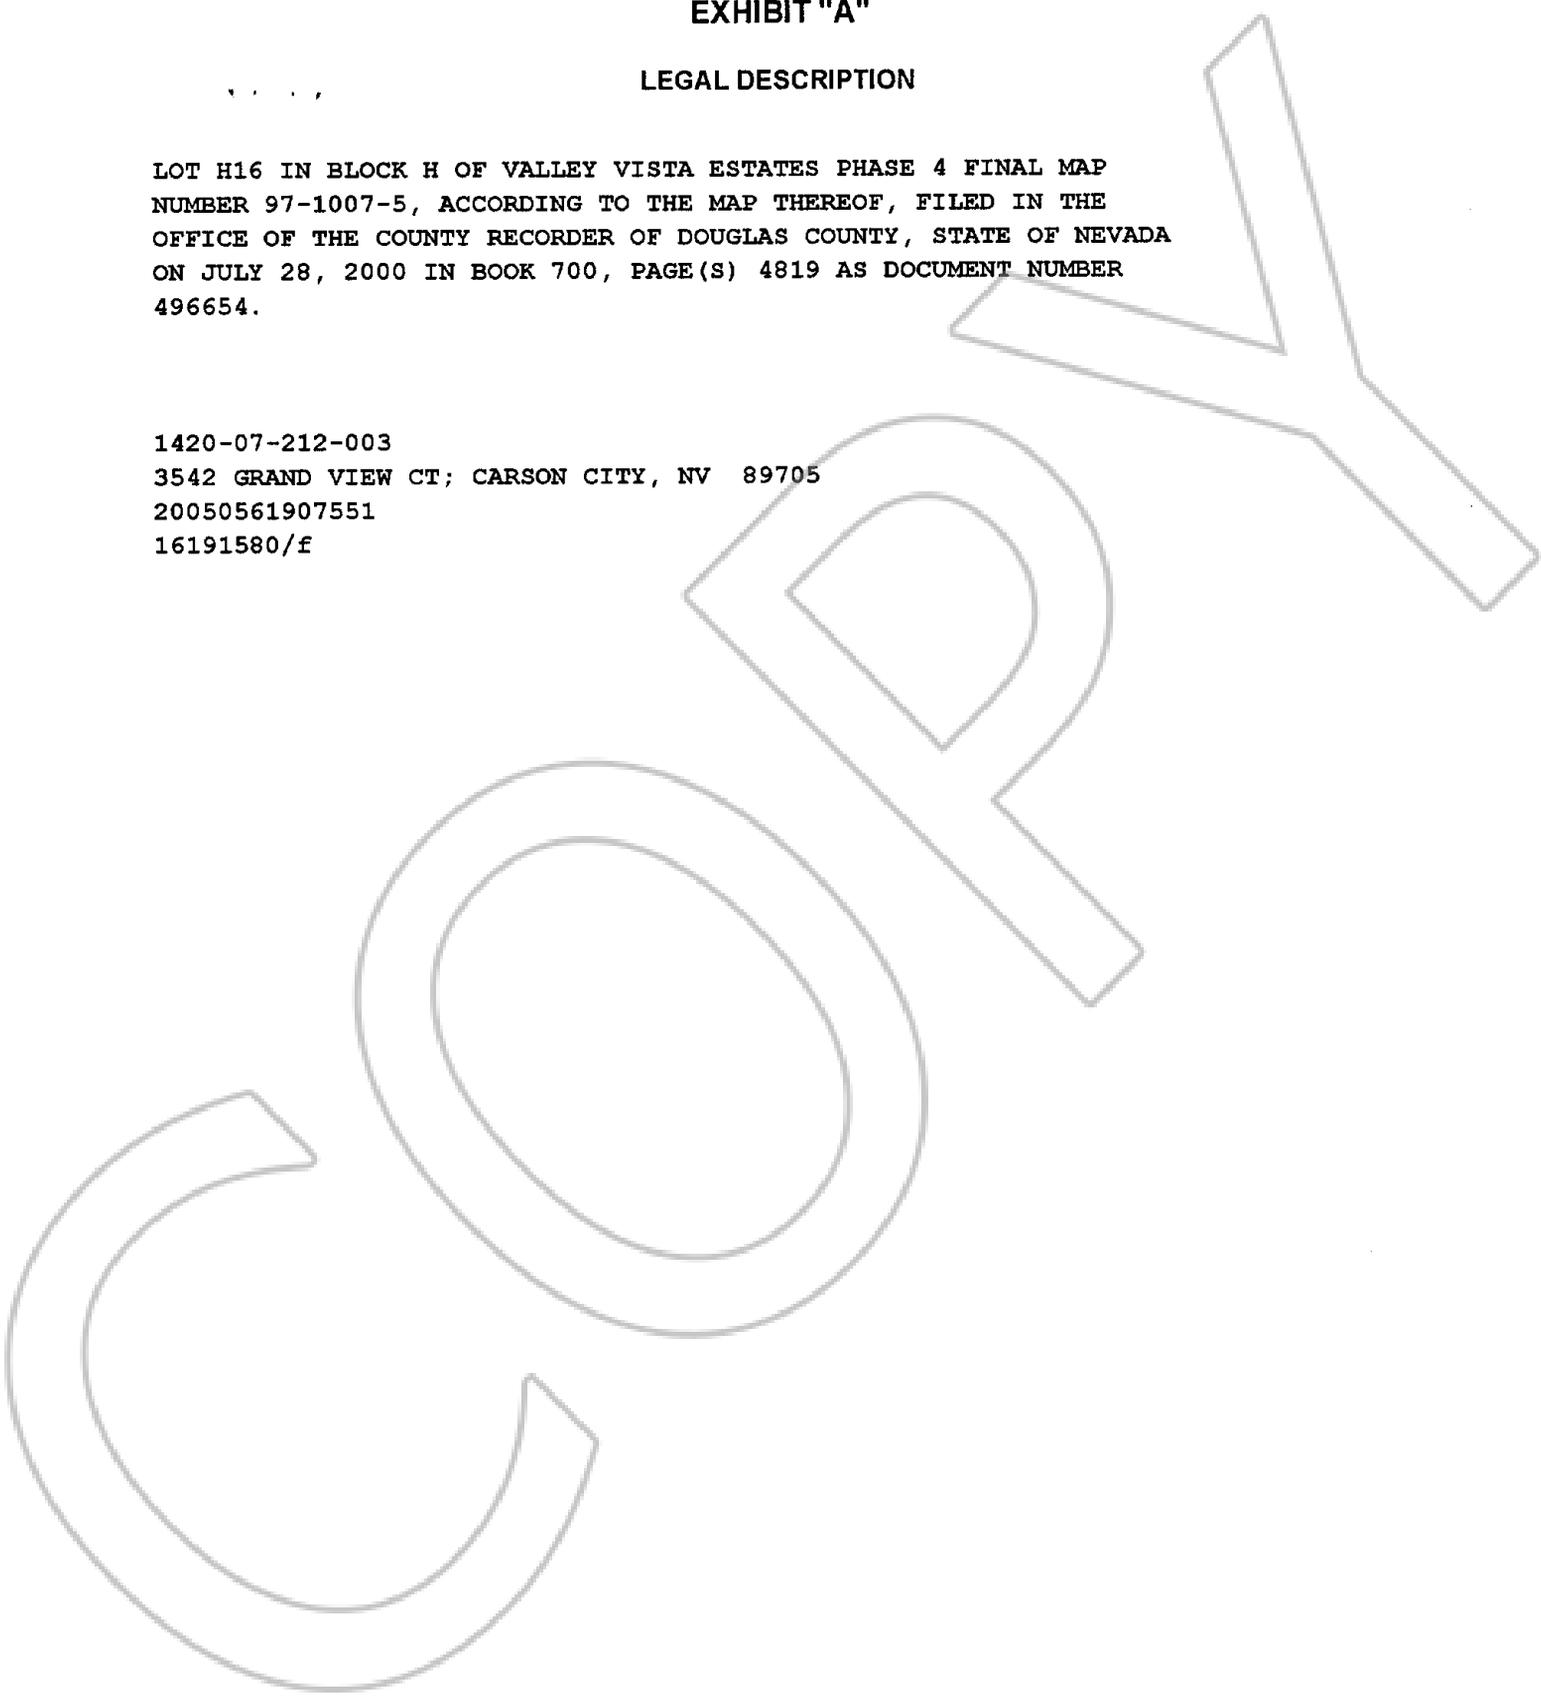 EXHIBIT "A"
LEGAL DESCRIPTION
LOT H16 IN BLOCK H OF VALLEY VISTA ESTATES PHASE 4 FINAL MAP
NUMBER 97-1007-5, ACCORDING TO THE MAP THEREOF, FILED IN THE
OFFICE OF THE COUNTY RECORDER OF DOUGLAS COUNTY, STATE OF NEVADA
ON JULY 28, 2000 IN BOOK 700, PAGE(S) 4819 AS DOCUMENT NUMBER
496654.
1420-07-212-003
3542 GRAND VIEW CT; CARSON CITY, NV 89705
20050561907551
16191580/f
COPY